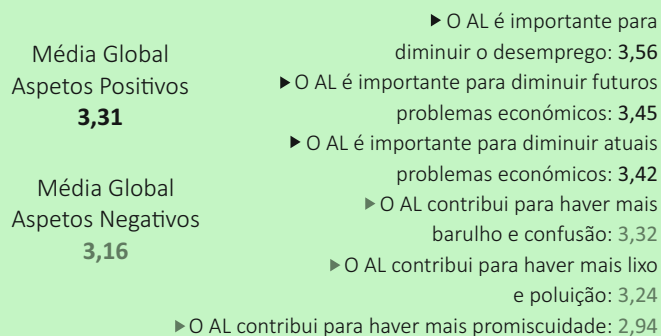 Média Global
Aspetos Positivos
3,31
Média Global
Aspetos Negativos
3,16
▶ O AL é importante para
diminuir o desemprego: 3,56
▶ O AL é importante para diminuir futuros
problemas económicos: 3,45
▶ O AL é importante para diminuir atuais
problemas económicos: 3,42
▶ O AL contribui para haver mais
barulho e confusão: 3,32
▶ O AL contribui para haver mais lixo
e poluição: 3,24
▶ O AL contribui para haver mais promiscuidade: 2,94